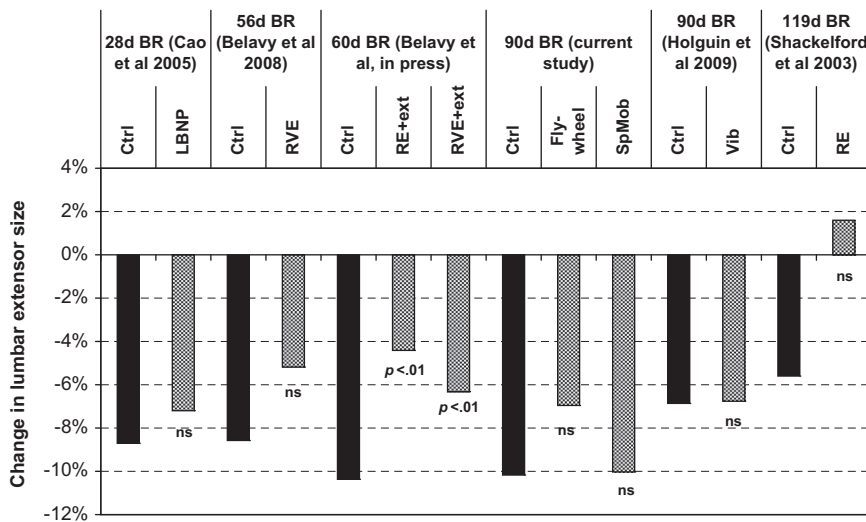 28d BR (Cao
et al 2005)
56d BR
(Belavy et al
2008)
60d BR (Belavy et
al, in press)
90d BR (current
study)
90d BR
(Holguin et
al 2009)
119d BR
(Shackelford
et al 2003)
Ctrl
LBNP
Ctrl
RVE
Ctrl
RE+ext
RVE+ext
Ctrl
Fly-
wheel
SpMob
Ctrl
Vib
Ctrl
RE
Change in lumbar extensor size
4%
2%
0%
-2%
-4%
-6%
-8%
-10%
-12%
ns
ns
p<.01
p<.01
ns
ns
ns
ns